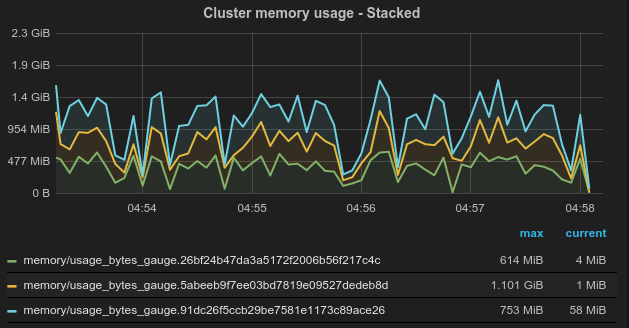 Cluster memory usage - Stacked
2.3 GiB
1.9 GiB
1.4 GiB
954 MiB
477 MiB
0 B
04:54 04:55 04:56 04:57 04:58
max current
memory/usage_bytes_gauge.26bf24b47da3a5172f2006b56f217c4c 614 MiB 4 MiB
memory/usage_bytes_gauge.5abeeb9f7ee03bd7819e09527dedeb8d 1.101 GiB 1 MiB
memory/usage_bytes_gauge.91dc26f5ccb29be7581e1173c89ace26 753 MiB 58 MiB